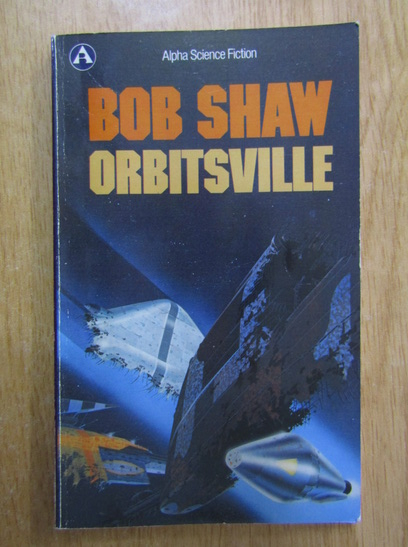 A
Alpha Science Fiction
BOB SHAW
ORBITSVILLE